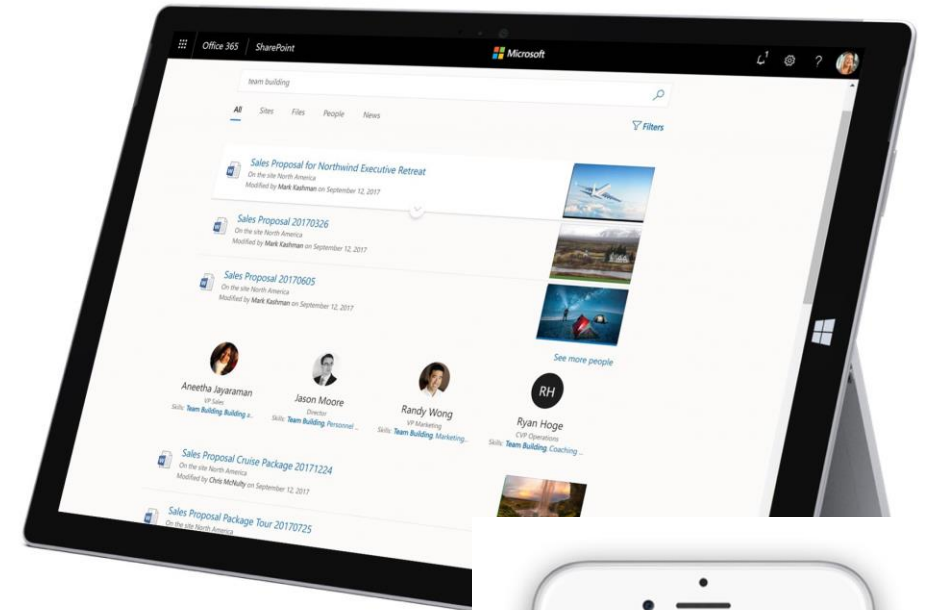 Office 365 SharePoint Microsoft 1 ?
team building
All Sites Files People News Filters
Sales Proposal for Northwind Executive Retreat
On the site North America
Modified by Mark Kashman on September 12, 2017
Sales Proposal 20170326
On the site North America
Modified by Mark Kashman on September 12, 2017
Sales Proposal 20170605
On the site North America
Modified by Mark Kashman on September 12, 2017
See more people
Aneetha Jayaraman
VP Sales
Skills: Team Building, Building a..
Jason Moore
Director
Skills: Team Building, Personnel ..
Randy Wong
VP Marketing
Skills: Team Building, Marketing..
RH
Ryan Hoge
CVP Operations
Skills: Team Building, Coaching ..
Sales Proposal Cruise Package 20171224
On the site North America
Modified by Chris McNulty on September 12, 2017
Sales Proposal Package Tour 20170725
On the site North America